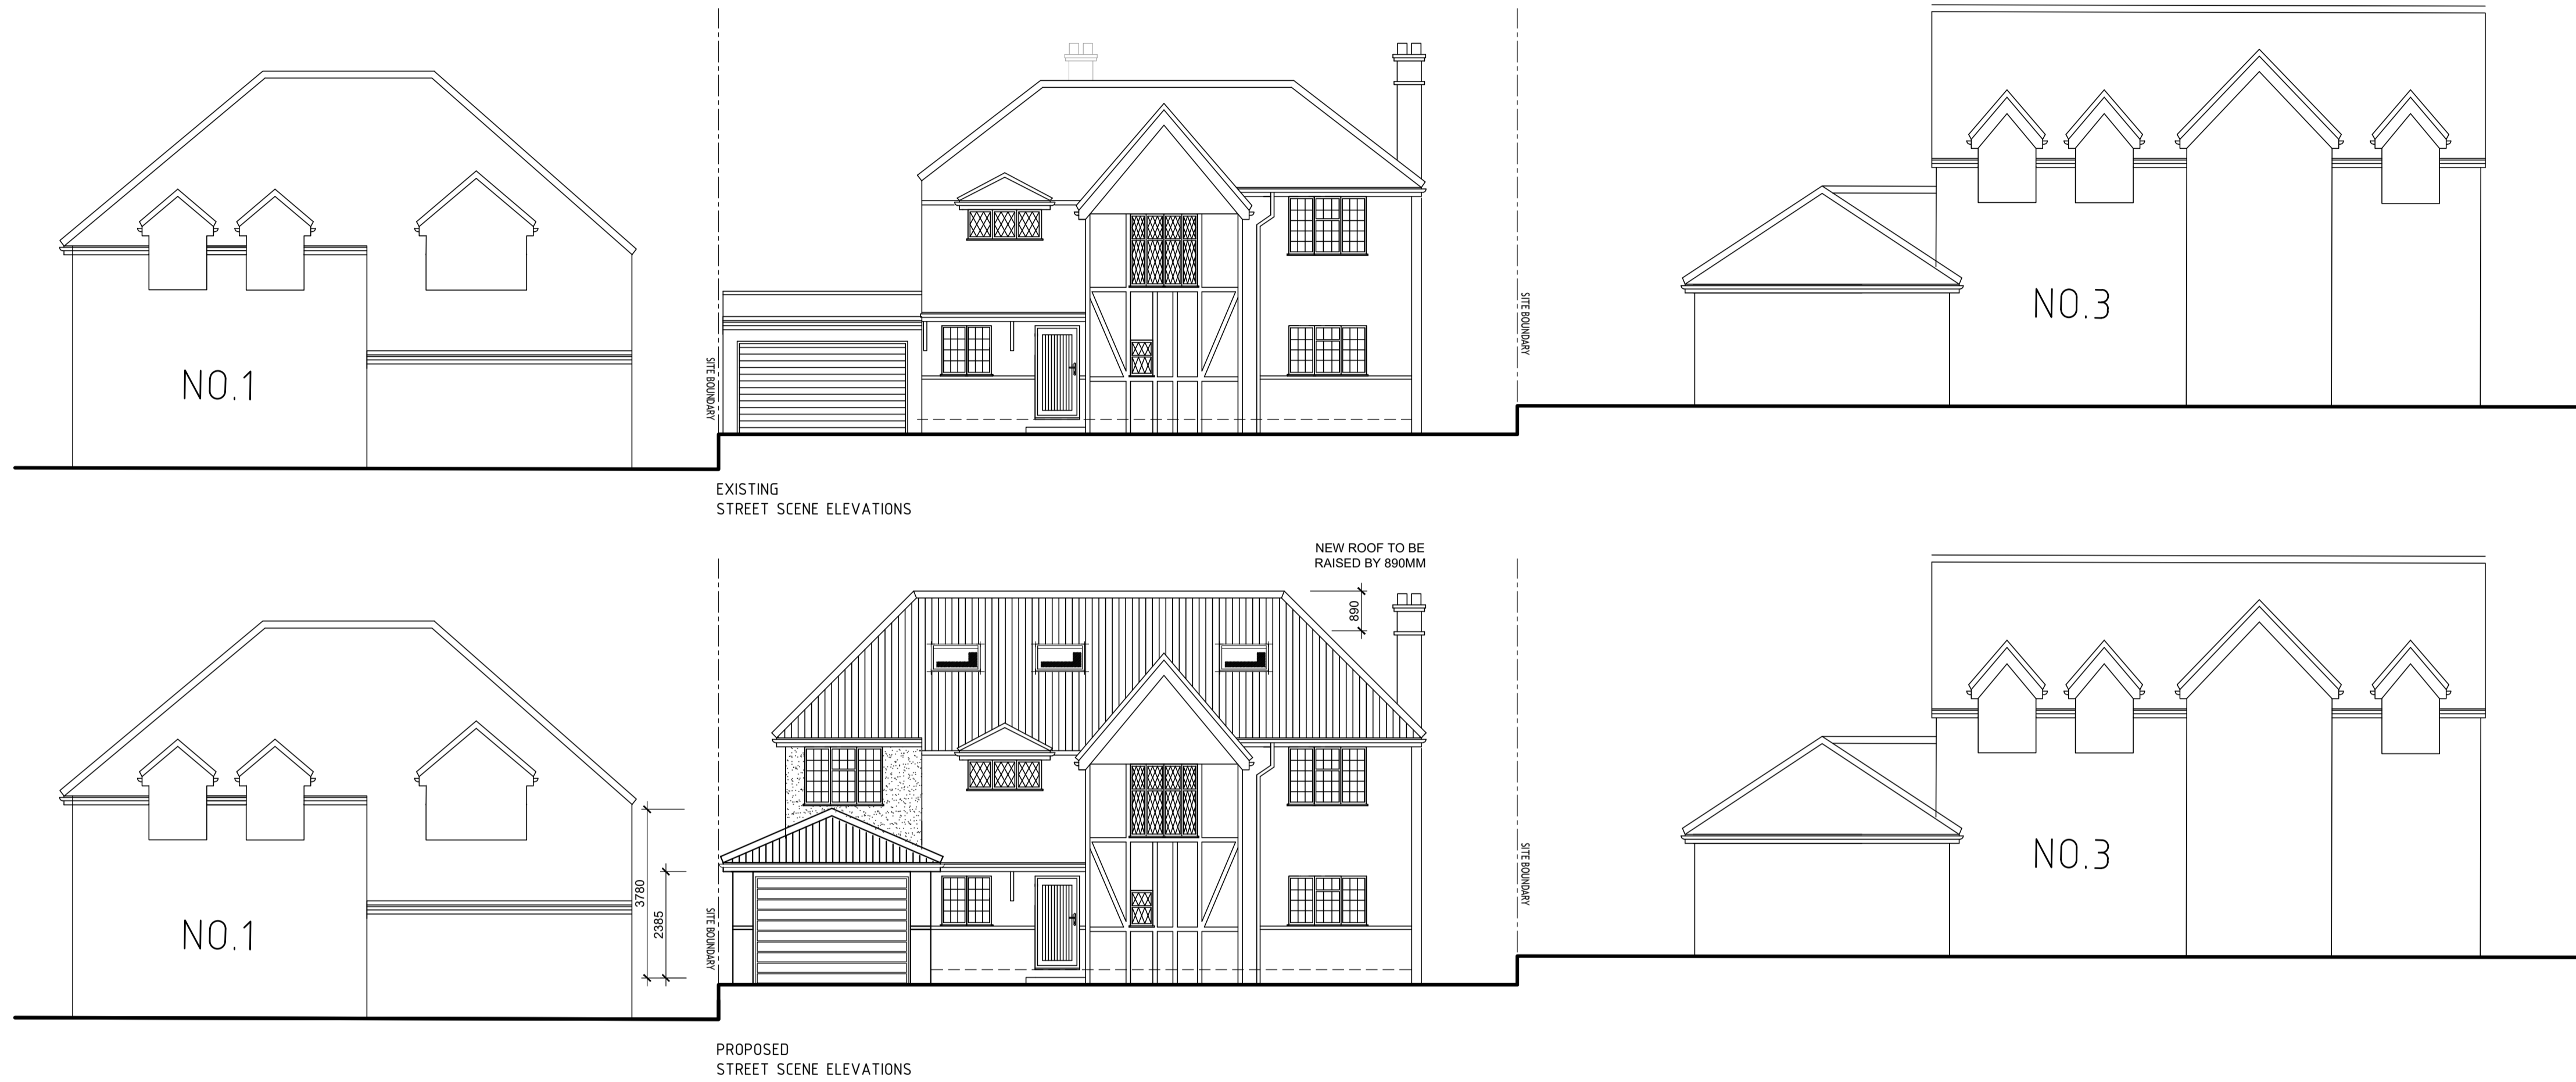 NO.1
SITE BOUNDARY
SITE BOUNDARY
NO.3
EXISTING
STREET SCENE ELEVATIONS
NEW ROOF TO BE
RAISED BY 890MM
890
NO.1
3780
2385
SITE BOUNDARY
SITE BOUNDARY
NO.3
PROPOSED
STREET SCENE ELEVATIONS